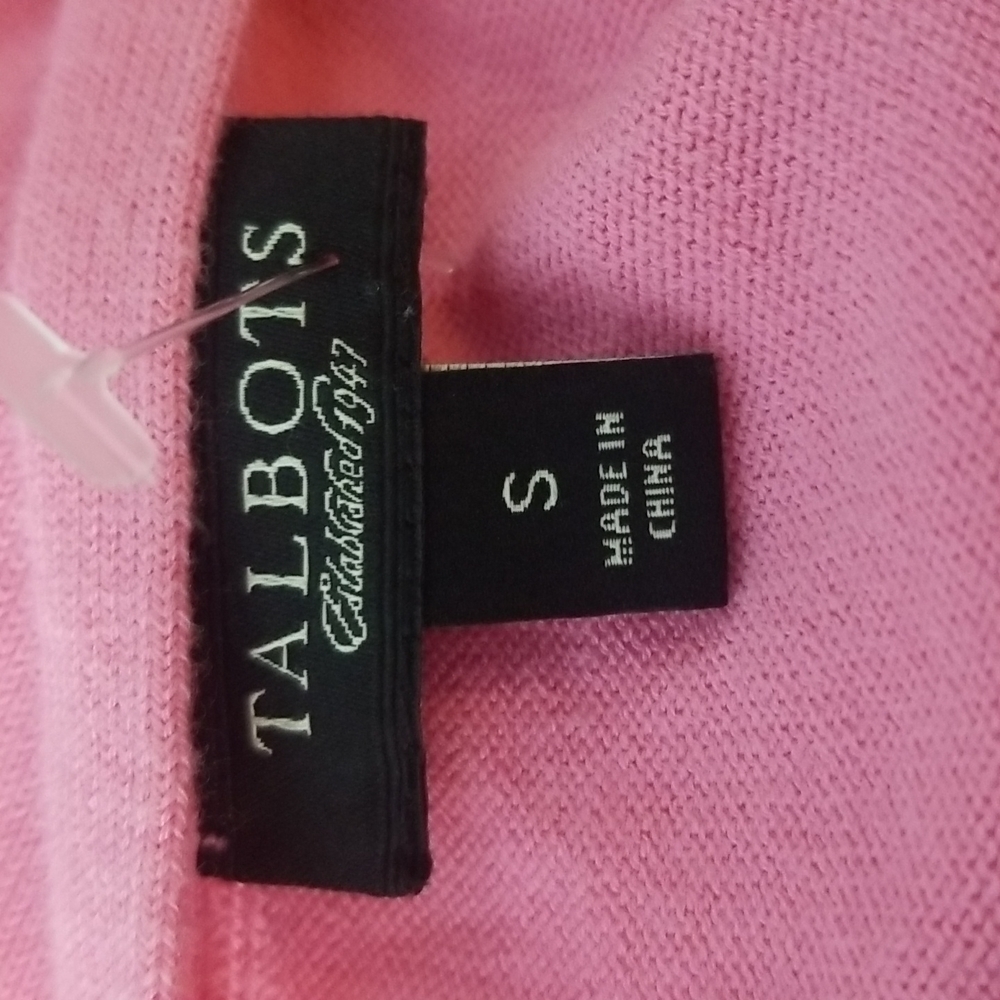 TALBOTS
Established 1947
S
MADE IN
CHINA